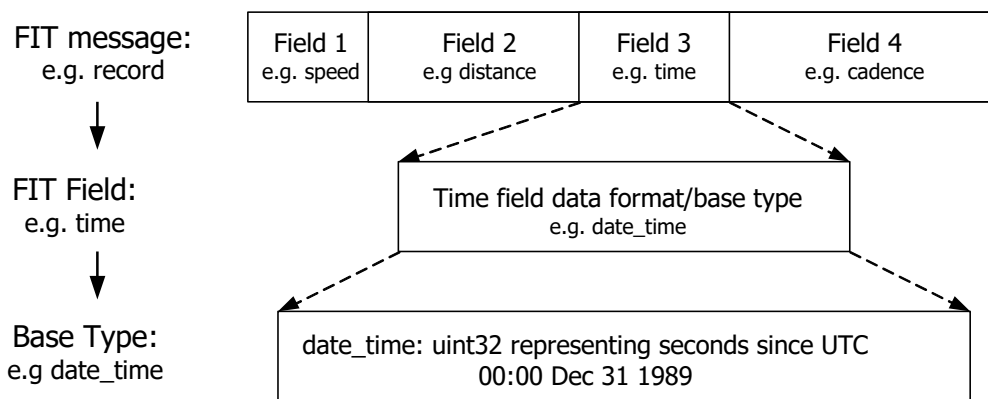 FIT message:
e.g. record
Field 1
e.g. speed
Field 2
e.g distance
Field 3
e.g. time
Field 4
e.g. cadence
FIT Field:
e.g. time
Time field data format/base type
e.g. date_time
Base Type:
e.g date_time
date_time: uint32 representing seconds since UTC
00:00 Dec 31 1989